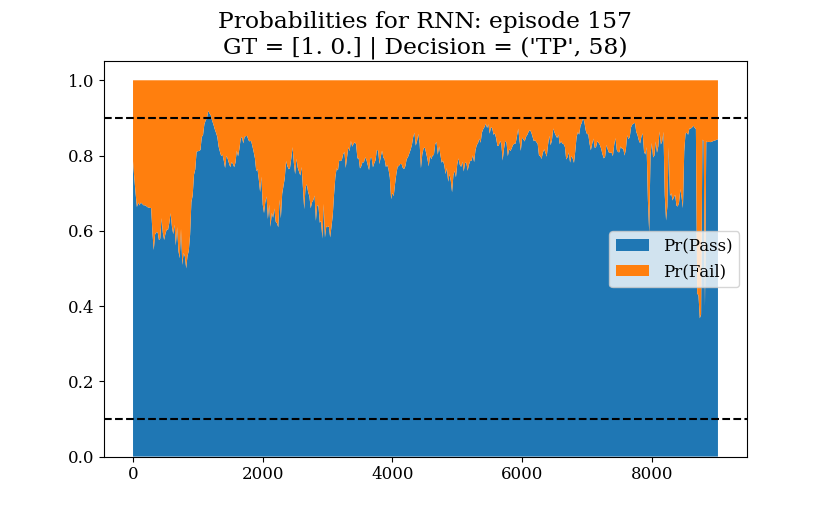 Probabilities for RNN: episode 157
GT = [1. 0.] | Decision = ('TP', 58)
1.0
0.8
0.6
0.4
0.2
0.0
Pr(Pass)
Pr(Fail)
0
2000
4000
6000
8000